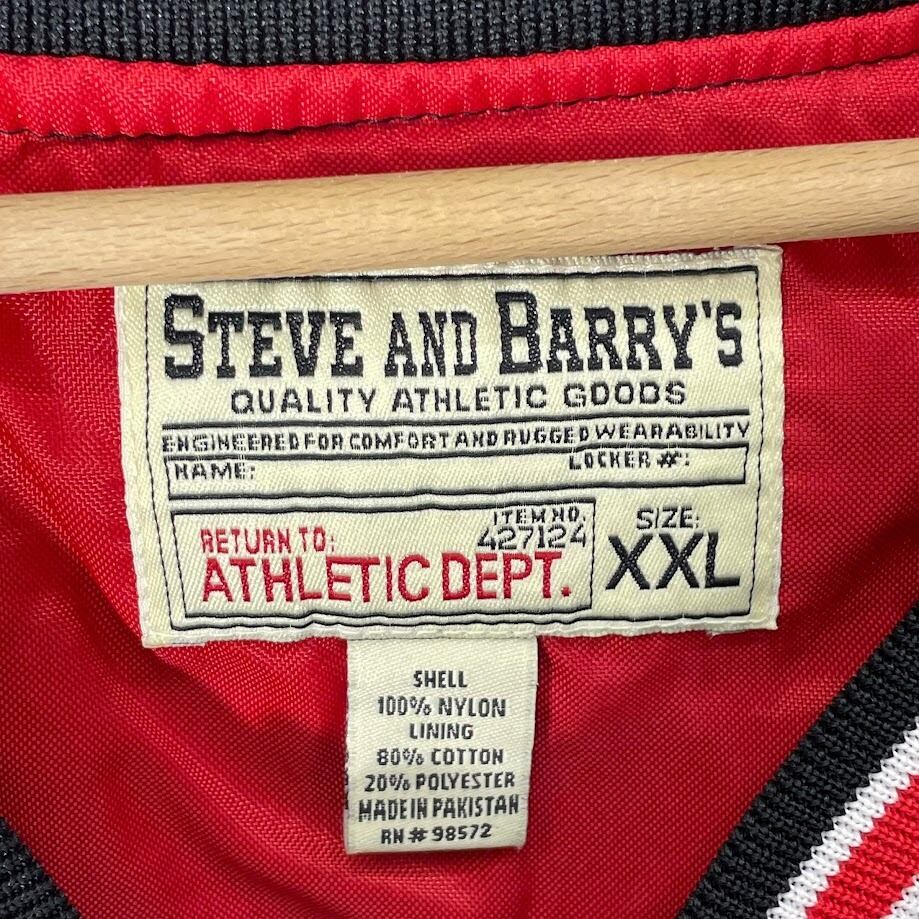 STEVE AND BARRY'S
QUALITY ATHLETIC GOODS
ENGINEERED FOR COMFORT AND RUGGED WEARABILITY
NAME: LOCKER #:
ITEM NO.
RETURN TO: 427124
ATHLETIC DEPT.
SIZE:
XXL
SHELL
100% NYLON
LINING
80% COTTON
20% POLYESTER
MADE IN PAKISTAN
RN # 98572